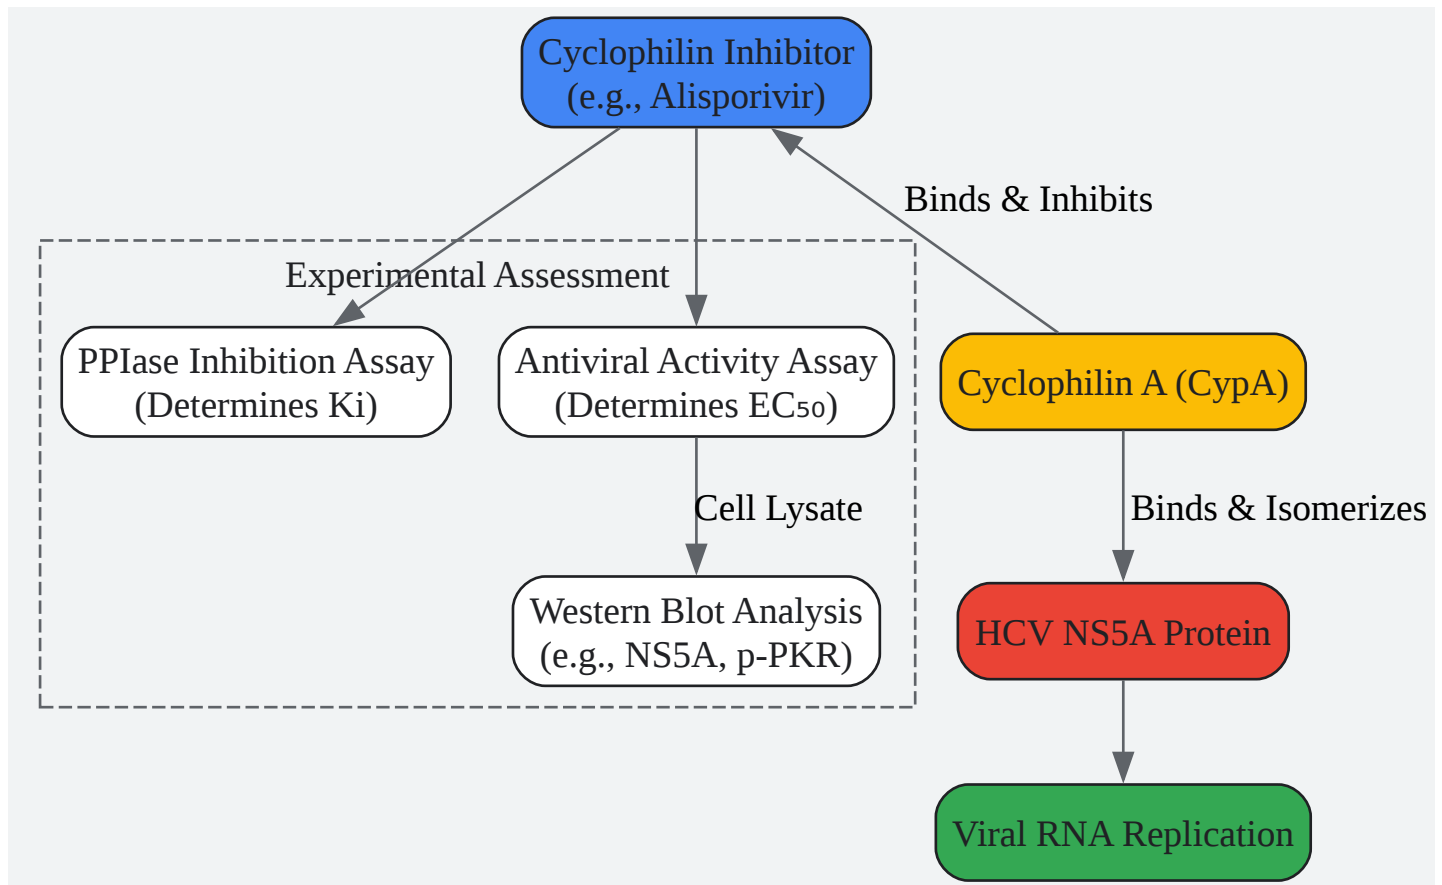 Cyclophilin Inhibitor
(e.g., Alisporivir)
Binds & Inhibits
Experimental Assessment
PPIase Inhibition Assay
(Determines Ki)
Antiviral Activity Assay
(Determines EC₅₀)
Cyclophilin A (CypA)
Cell Lysate
Binds & Isomerizes
Western Blot Analysis
(e.g., NS5A, p-PKR)
HCV NS5A Protein
Viral RNA Replication